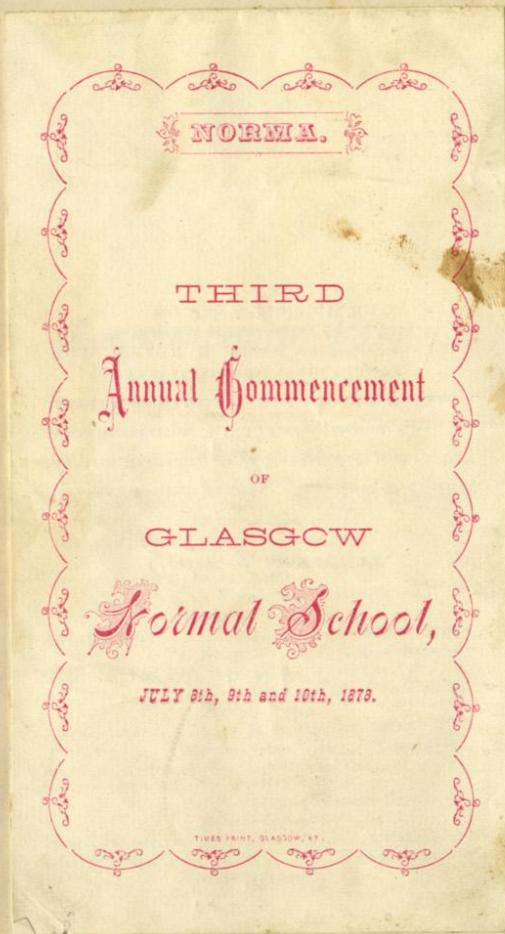 NORMA.
THIRD
Annual Commencement
OF
GLASGOW
Normal School,
JULY 8th, 9th and 10th, 1878.
TIMES PRINT, GLASGOW, KY.